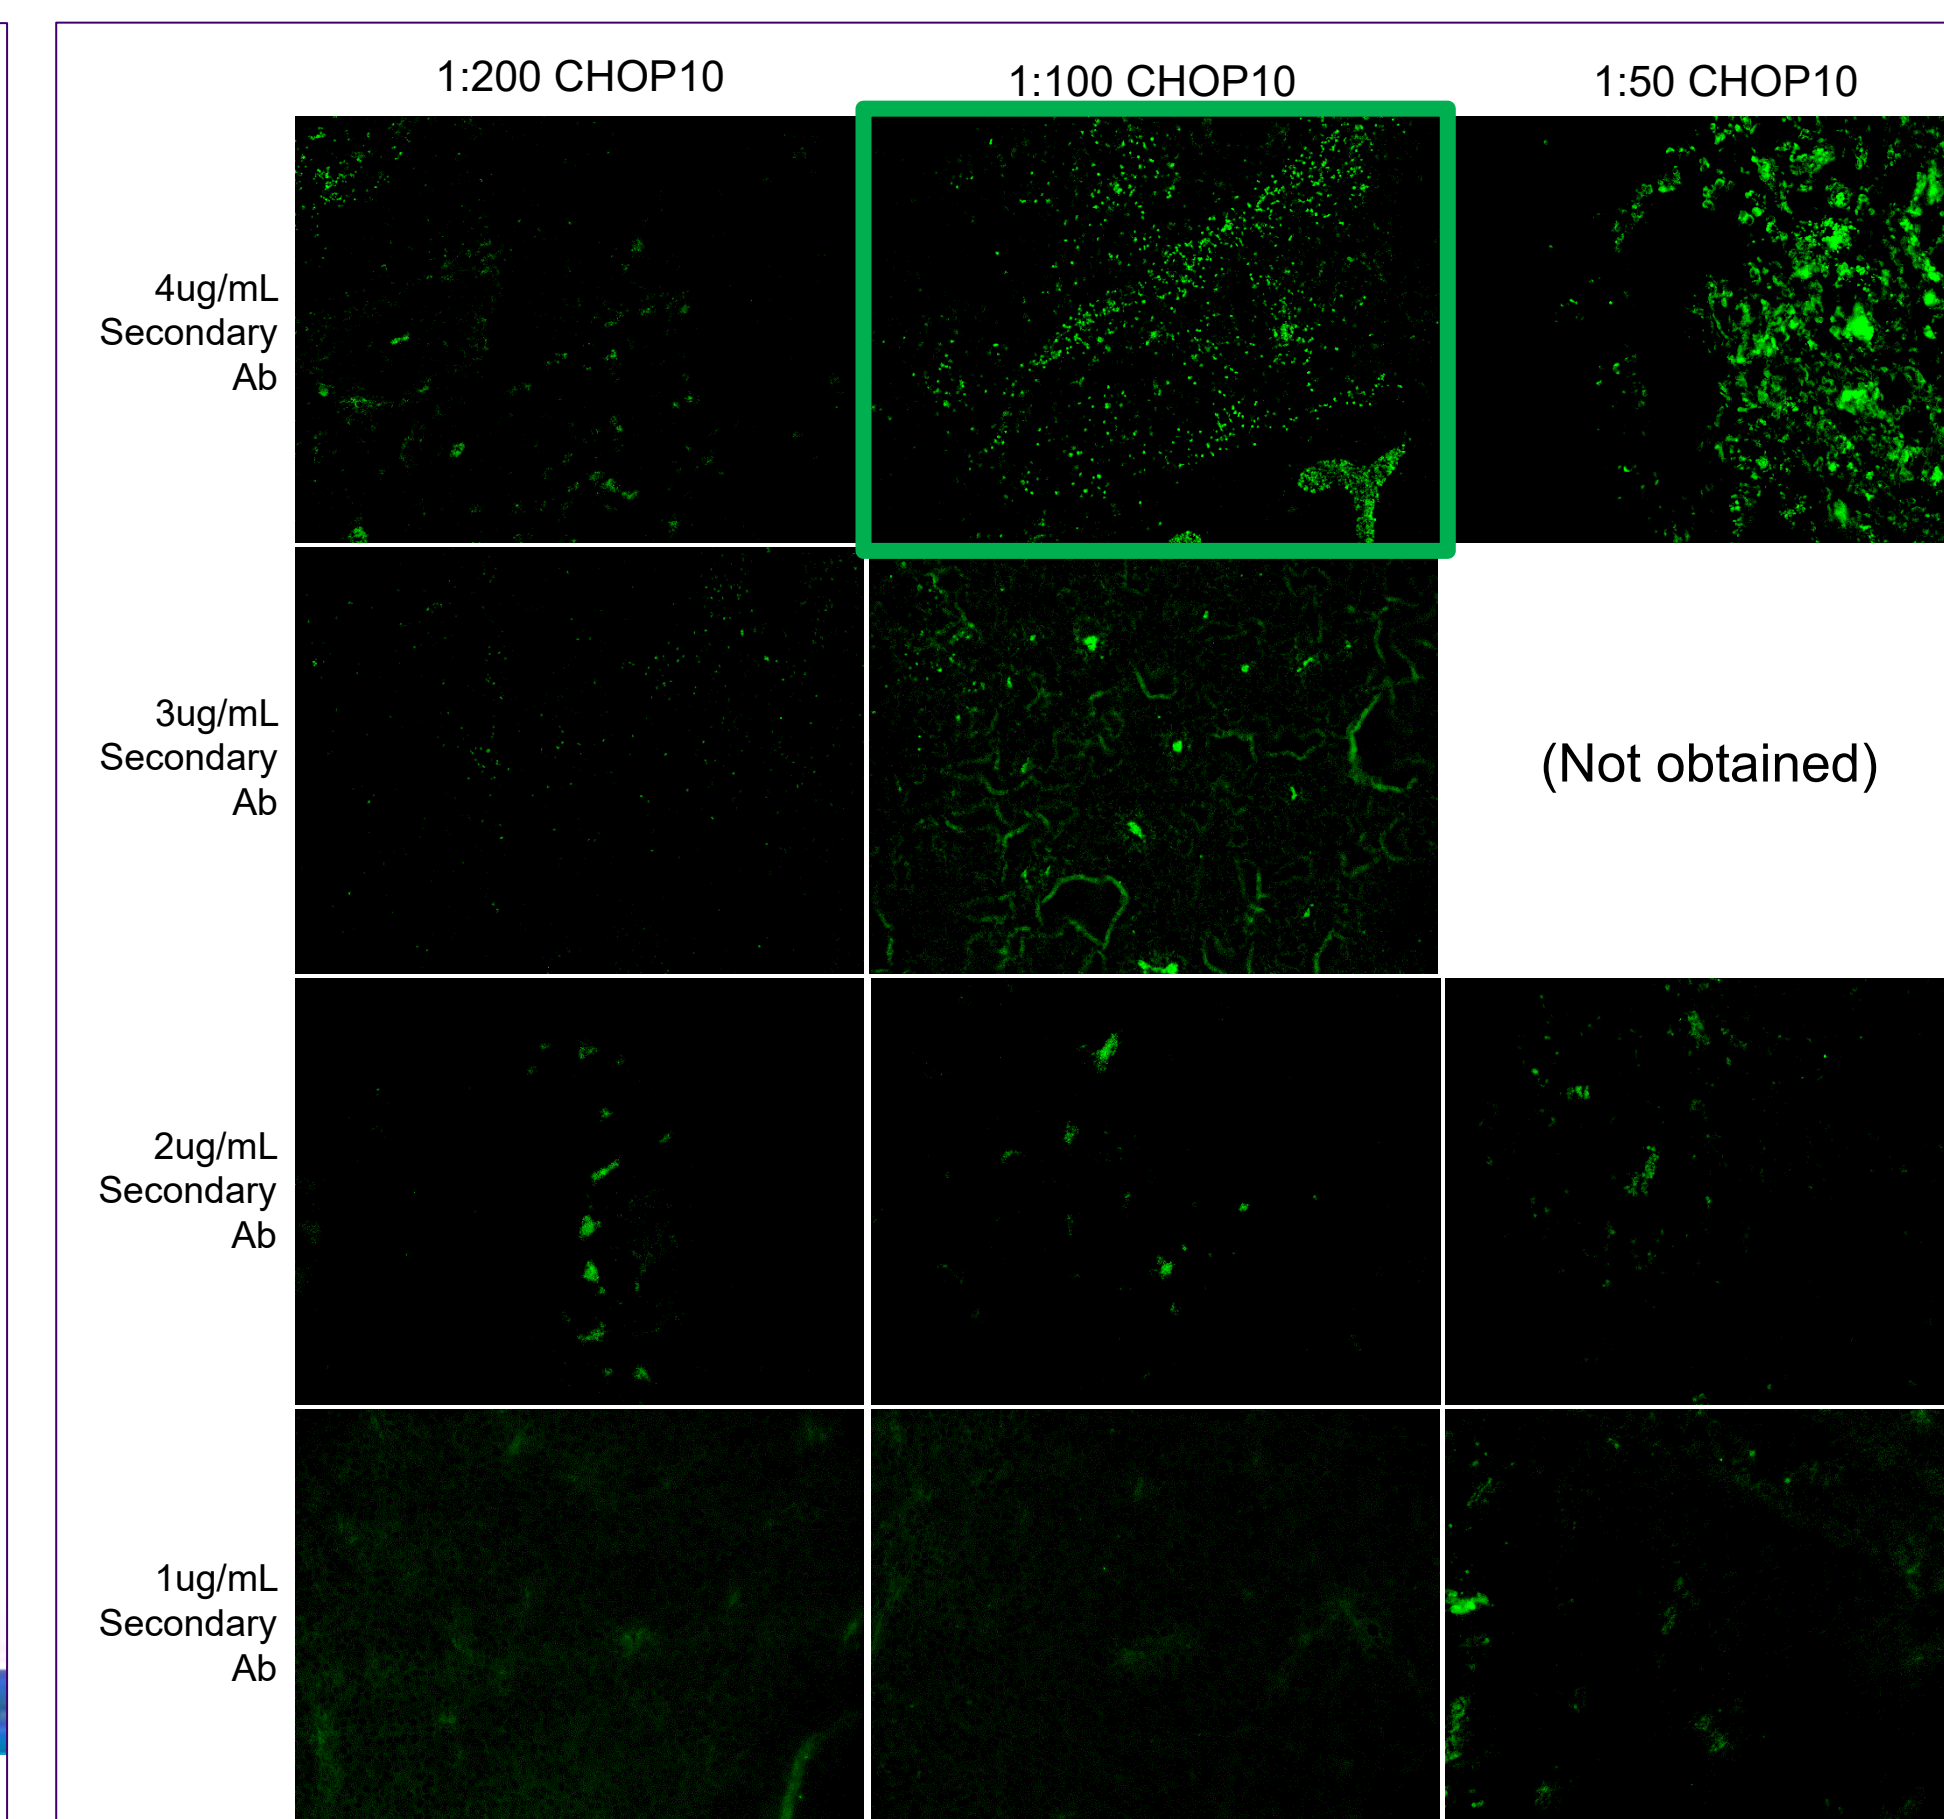 1:200 CHOP10
1:100 CHOP10
1:50 CHOP10
4ug/mL
Secondary
Ab
3ug/mL
Secondary
Ab
(Not obtained)
2ug/mL
Secondary
Ab
1ug/mL
Secondary
Ab